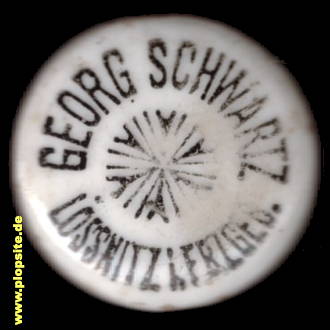 GEORG SCHWARTZ
LÖSSNITZ i. ERZGEB.
www.plopsite.de